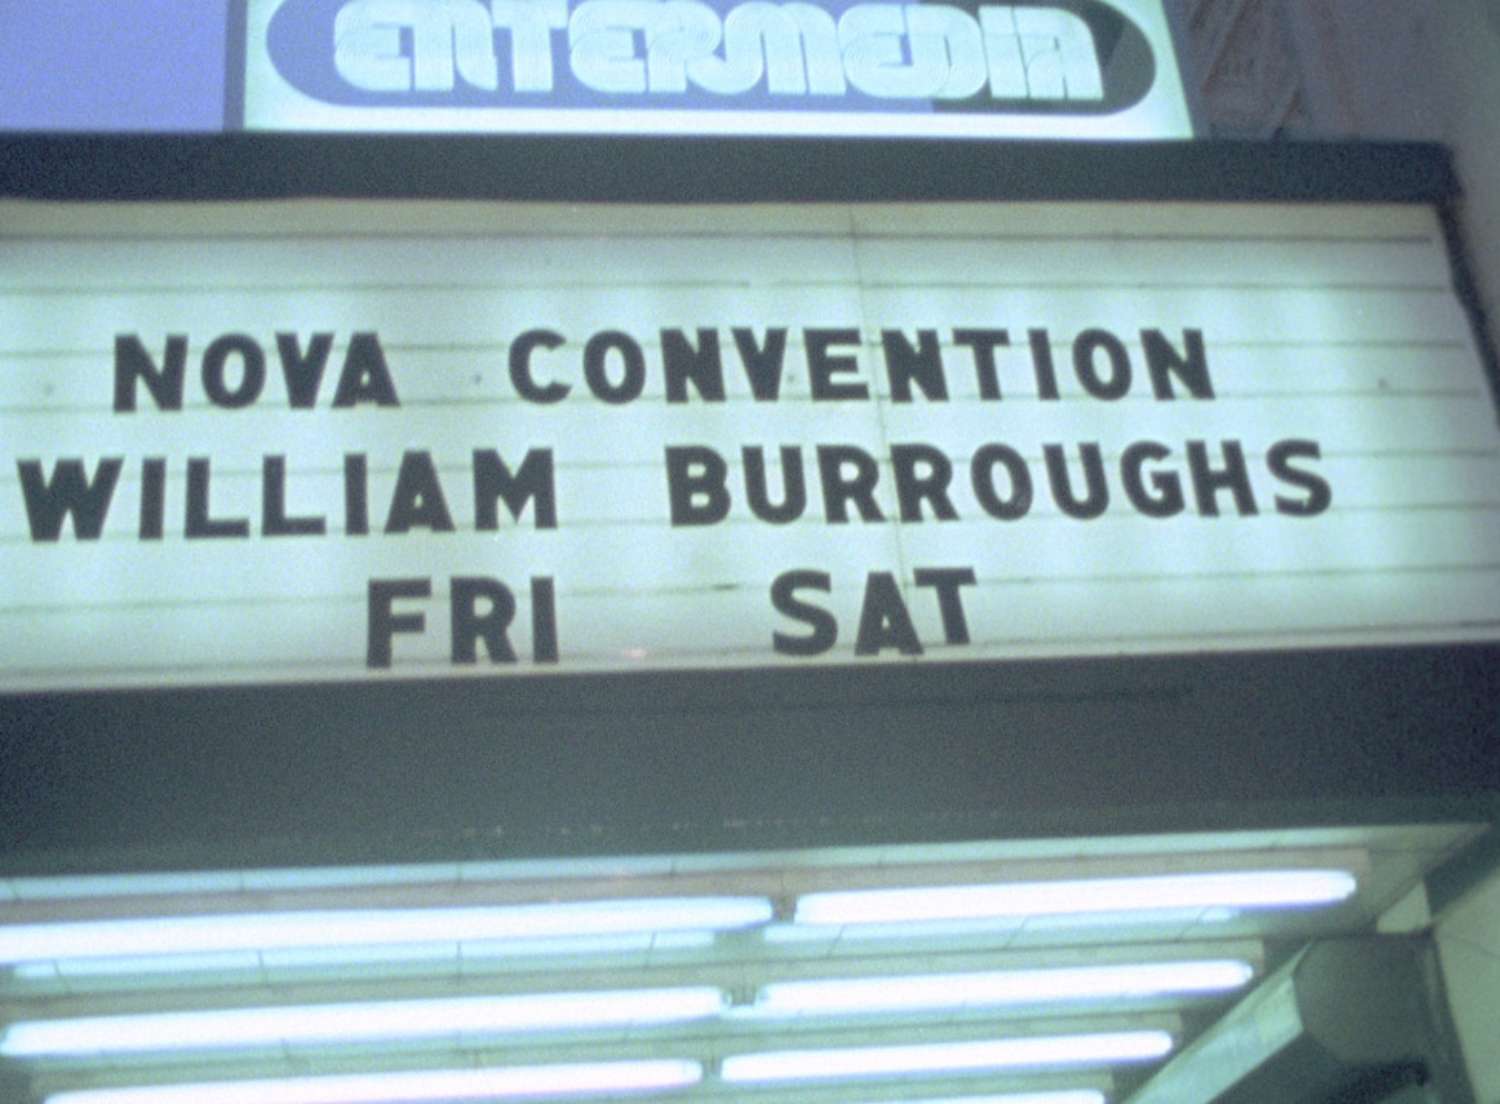 ENTERMEDIA
NOVA CONVENTION
WILLIAM BURROUGHS
FRI SAT